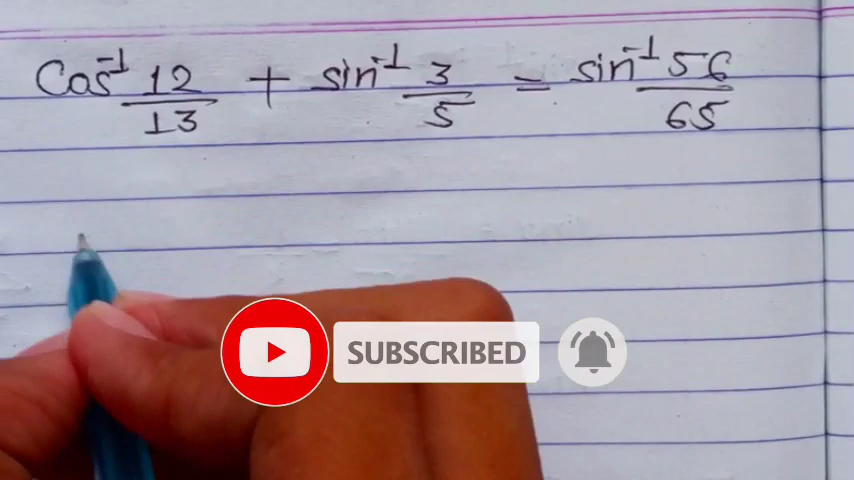 Cos⁻¹ 12/13 + sin⁻¹ 3/5 = sin⁻¹ 56/65
SUBSCRIBED